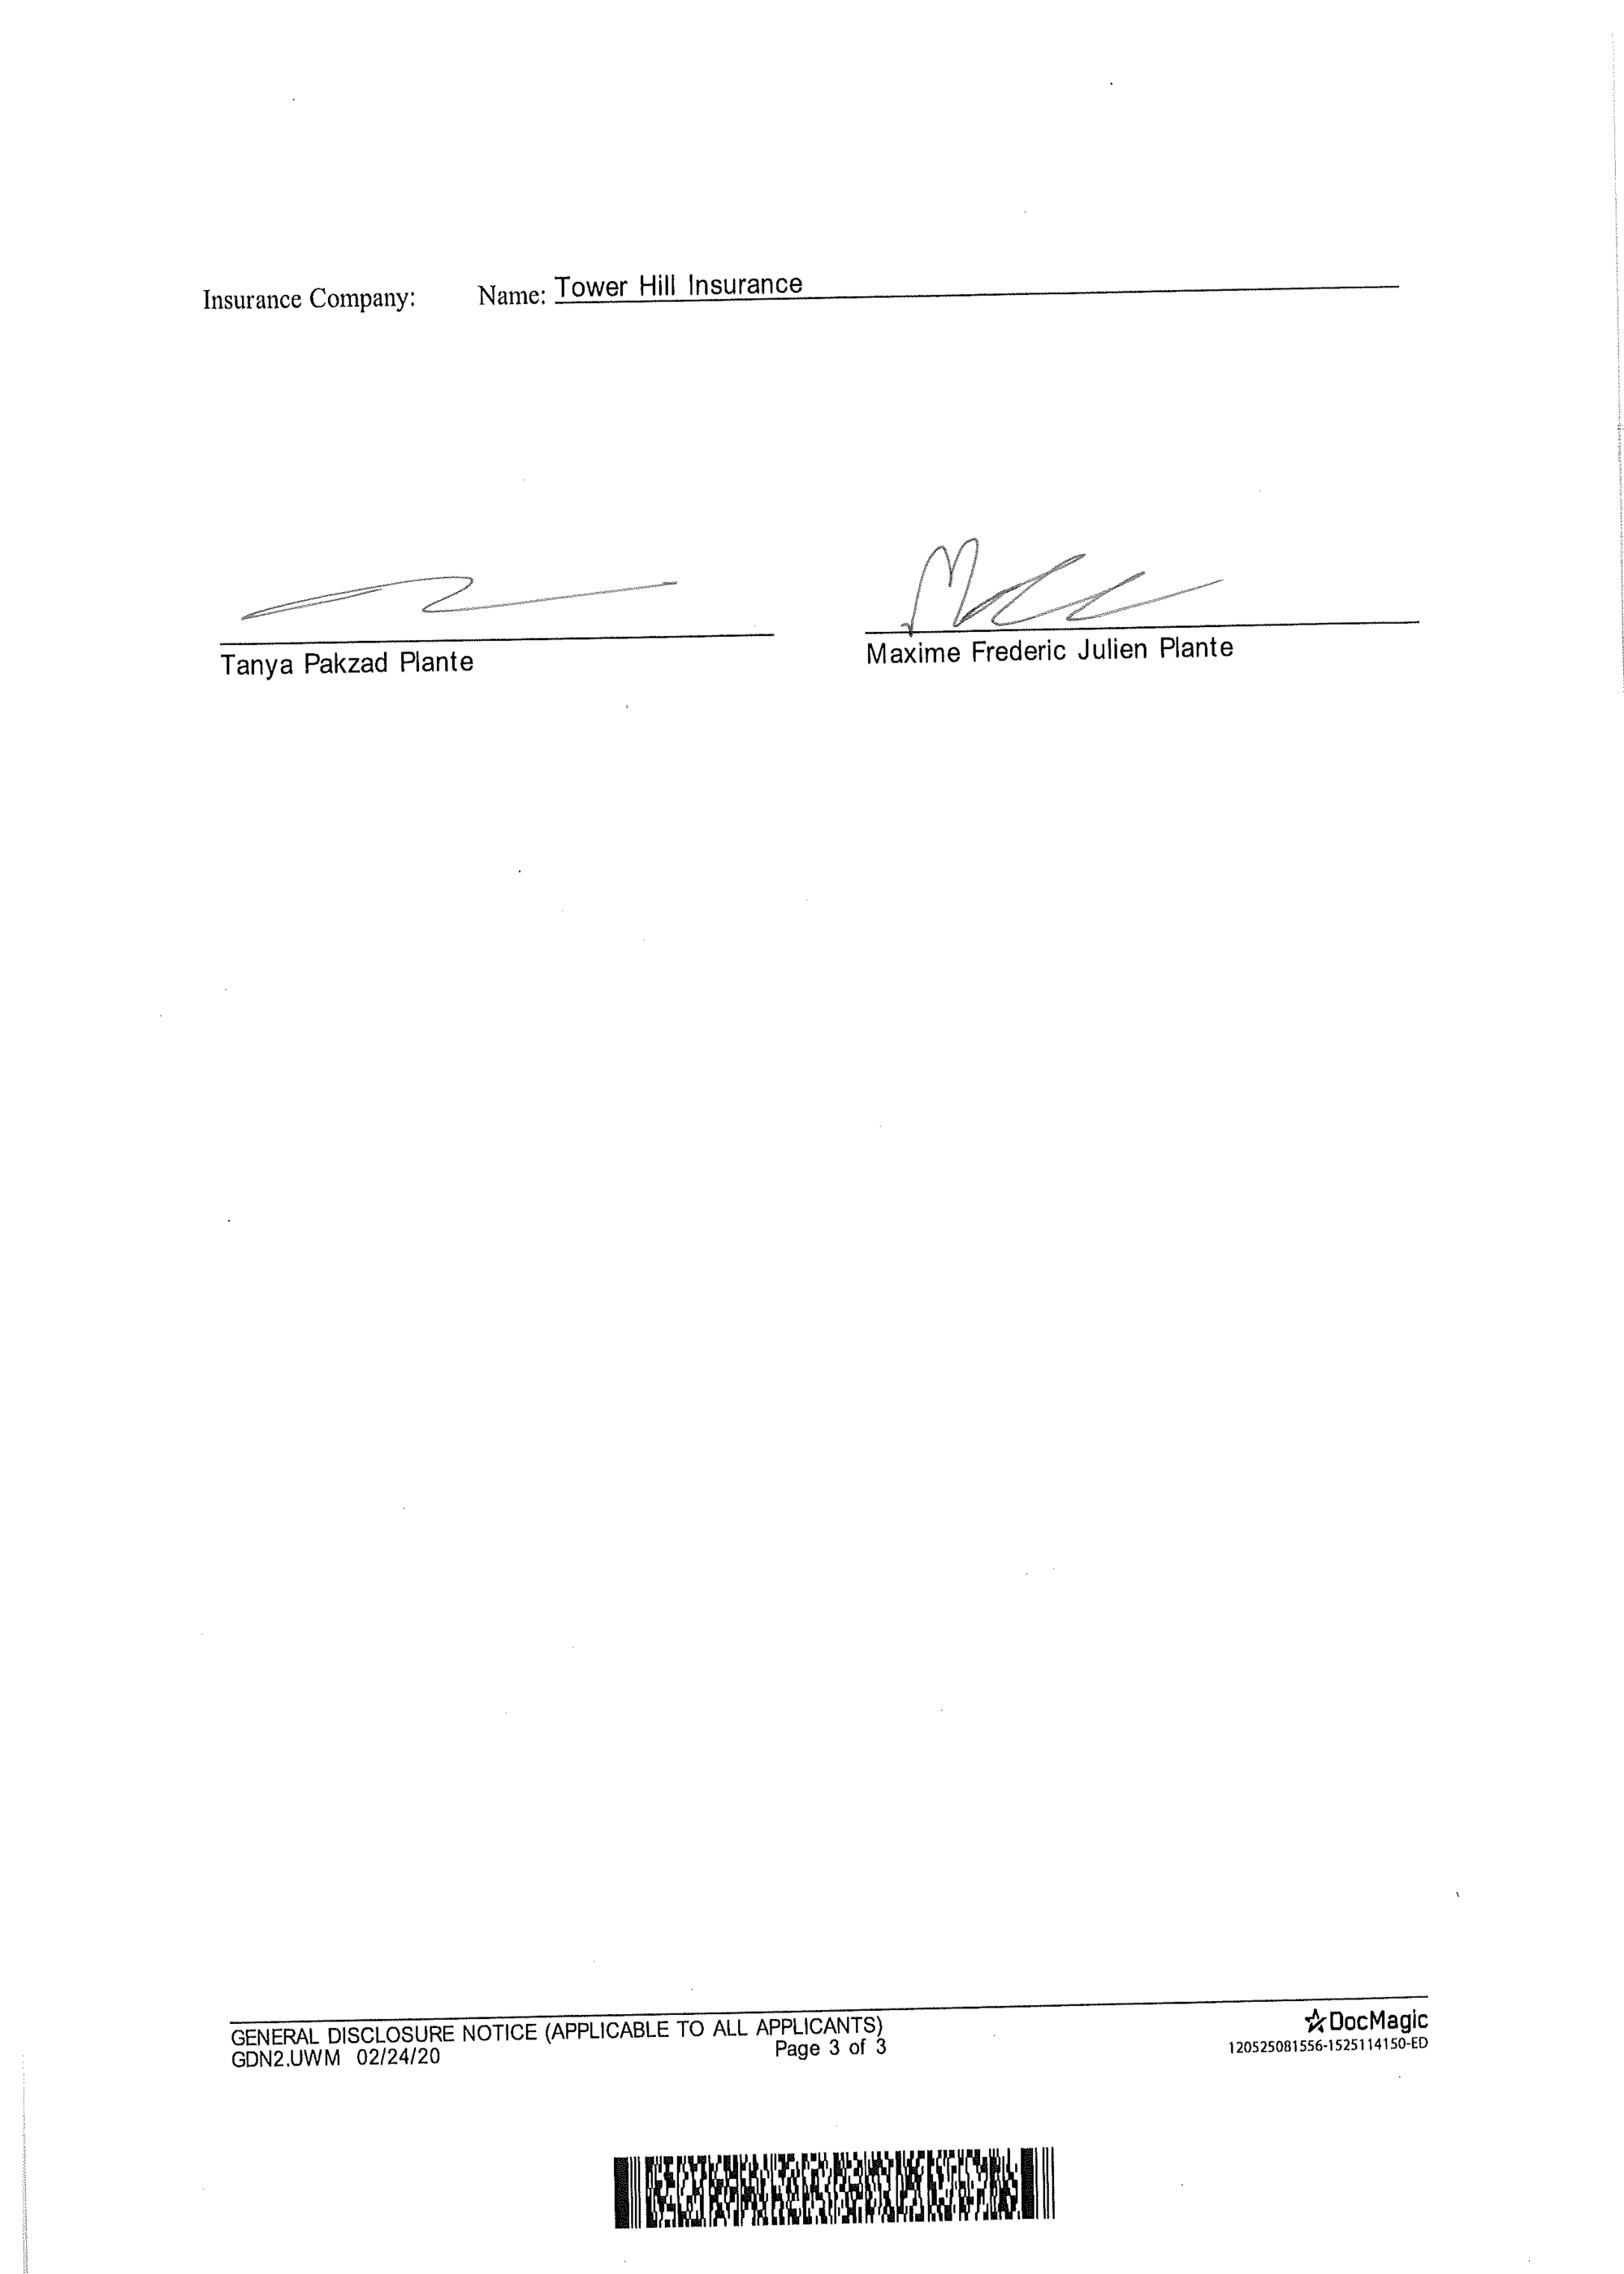 Insurance Company: Name: Tower Hill Insurance
Tanya Pakzad Plante Maxime Frederic Julien Plante
GENERAL DISCLOSURE NOTICE (APPLICABLE TO ALL APPLICANTS)
GDN2.UWM 02/24/20 Page 3 of 3
DocMagic
120525081556-1525114150-ED